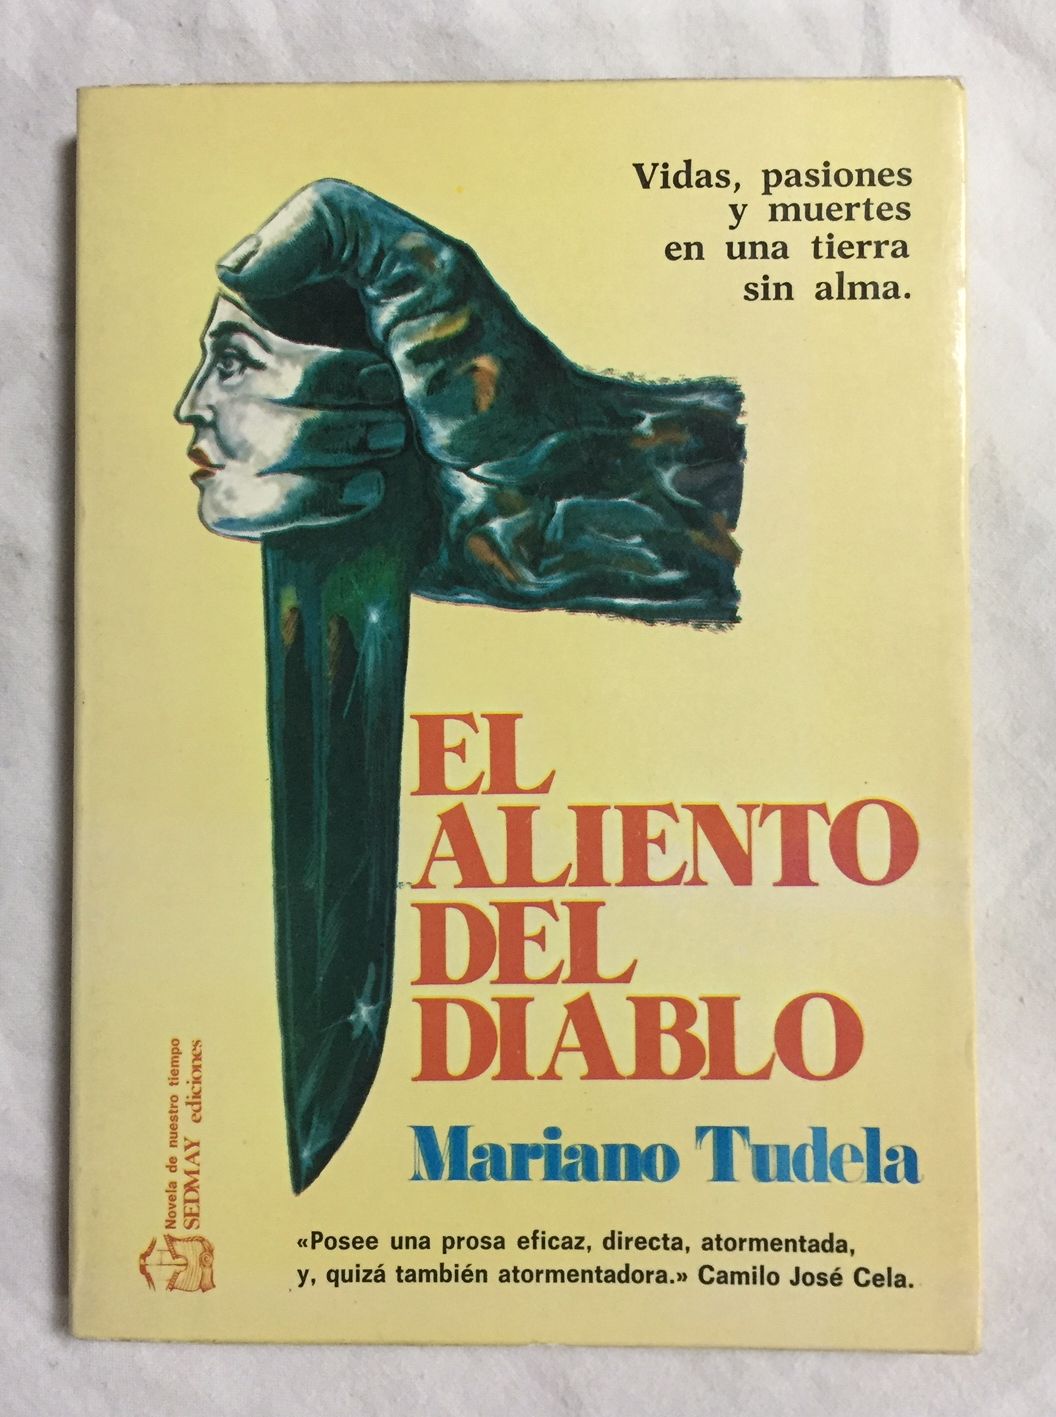 Vidas, pasiones
y muertes
en una tierra
sin alma.
EL
ALIENTO
DEL
DIABLO
Mariano Tudela
«Posee una prosa eficaz, directa, atormentada,
y, quizá también atormentadora.» Camilo José Cela.
Novela de nuestro tiempo
SEDMAY ediciones